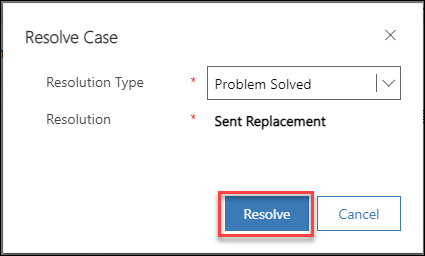 Resolve Case
Resolution Type * Problem Solved
Resolution * Sent Replacement
Resolve Cancel